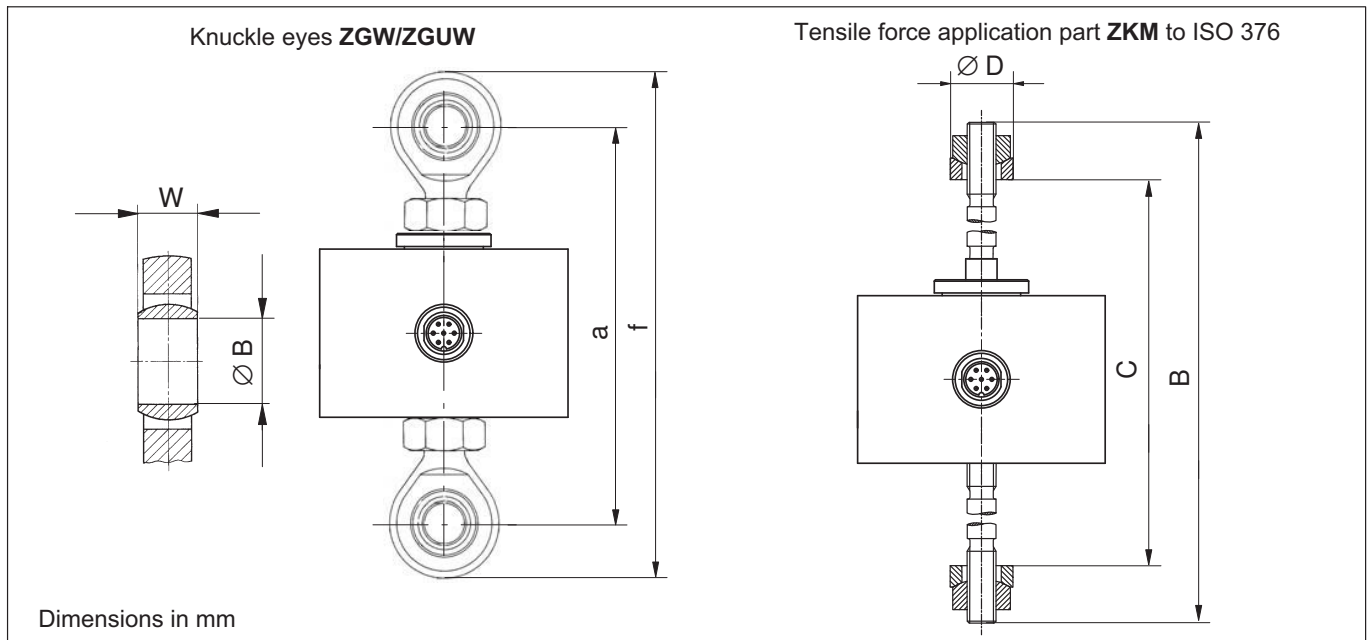 Knuckle eyes ZGW/ZGUW
Tensile force application part ZKM to ISO 376
∅ D
W
∅ B
a
f
C
B
Dimensions in mm